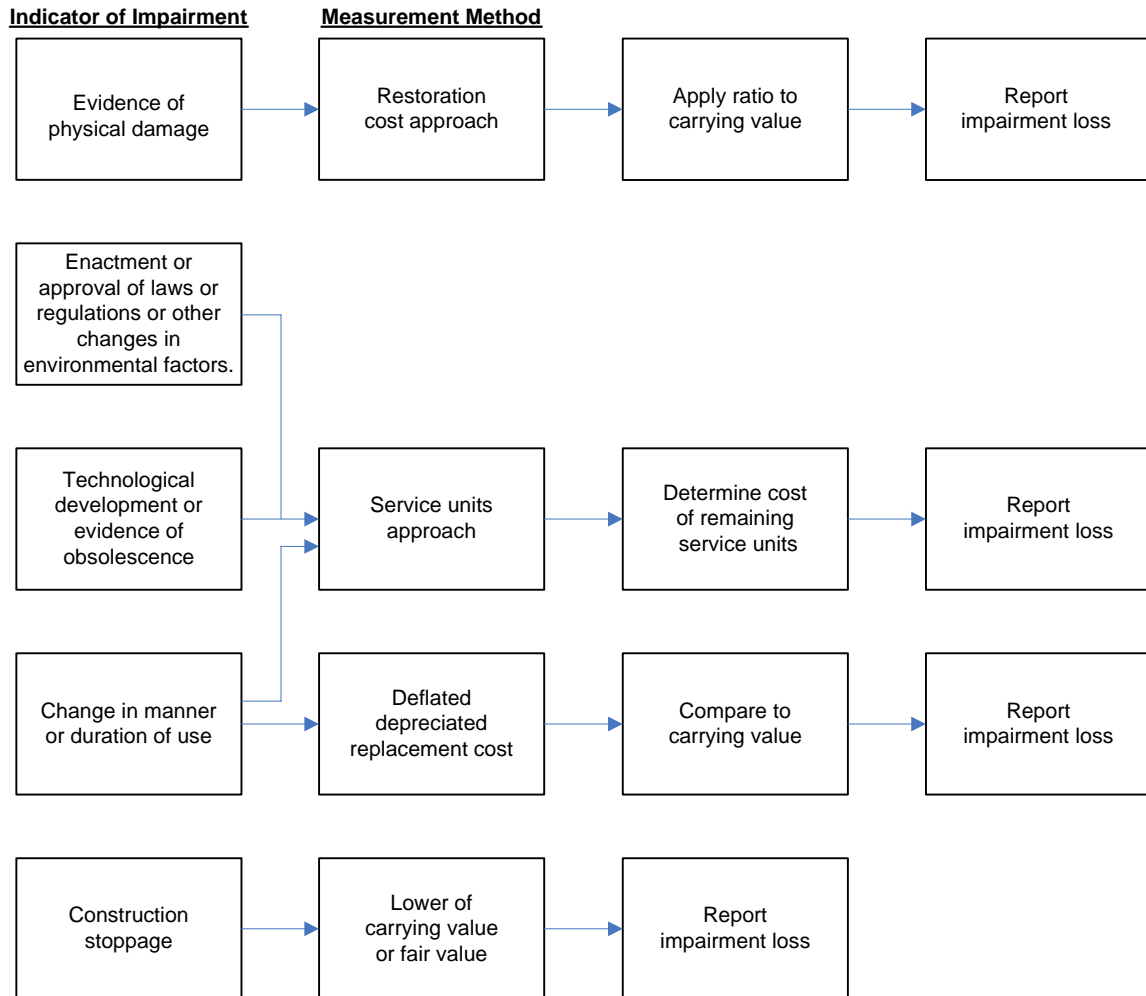 Indicator of Impairment
Measurement Method
Evidence of
physical damage
Restoration
cost approach
Apply ratio to
carrying value
Report
impairment loss
Enactment or
approval of laws or
regulations or other
changes in
environmental factors.
Technological
development or
evidence of
obsolescence
Service units
approach
Determine cost
of remaining
service units
Report
impairment loss
Change in manner
or duration of use
Deflated
depreciated
replacement cost
Compare to
carrying value
Report
impairment loss
Construction
stoppage
Lower of
carrying value
or fair value
Report
impairment loss